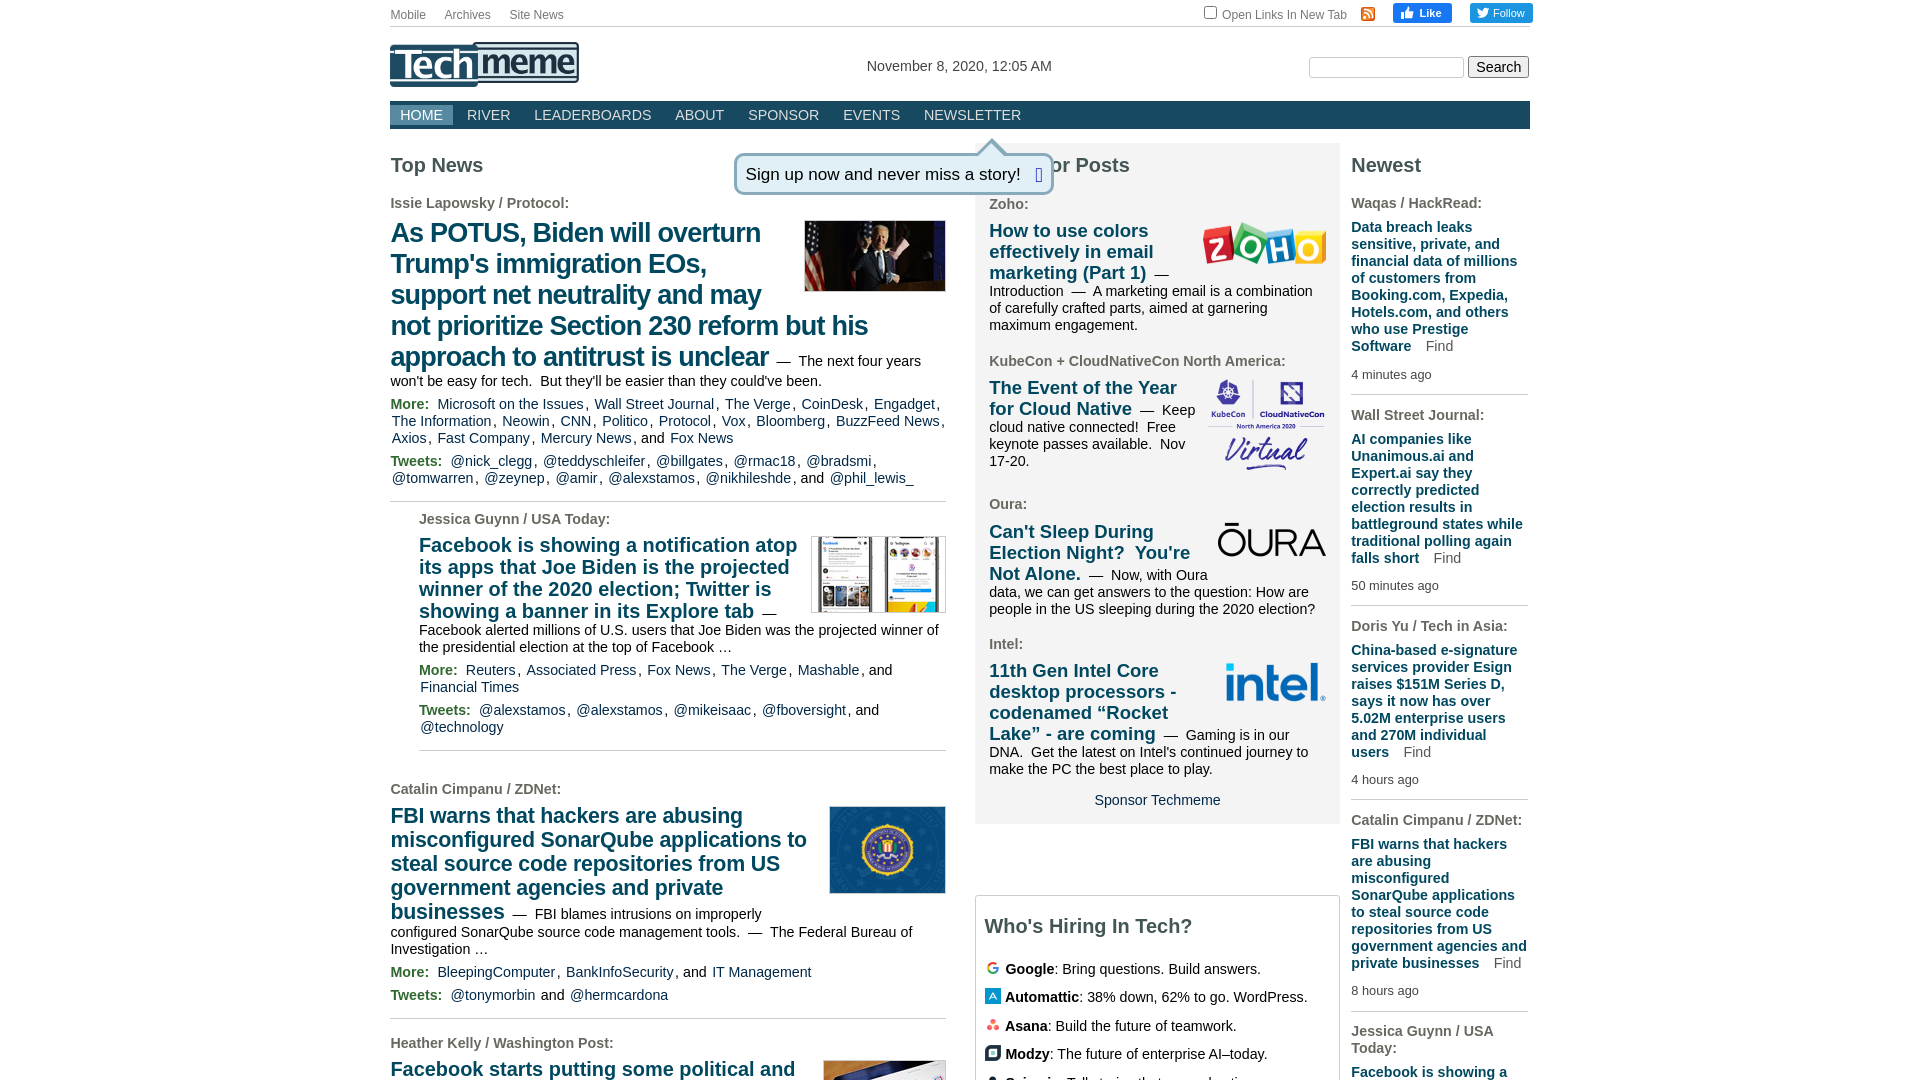 Mobile Archives Site News
Open Links In New Tab Like Follow
Techmeme
November 8, 2020, 12:05 AM
Search
HOME RIVER LEADERBOARDS ABOUT SPONSOR EVENTS NEWSLETTER
Sign up now and never miss a story!
Top News
Issie Lapowsky / Protocol:
As POTUS, Biden will overturn
Trump's immigration EOs,
support net neutrality and may
not prioritize Section 230 reform but his
approach to antitrust is unclear — The next four years
won't be easy for tech. But they'll be easier than they could've been.
More: Microsoft on the Issues, Wall Street Journal, The Verge, CoinDesk, Engadget,
The Information, Neowin, CNN, Politico, Protocol, Vox, Bloomberg, BuzzFeed News,
Axios, Fast Company, Mercury News, and Fox News
Tweets: @nick_clegg, @teddyschleifer, @billgates, @rmac18, @bradsmi,
@tomwarren, @zeynep, @amir, @alexstamos, @nikhileshde, and @phil_lewis_
Jessica Guynn / USA Today:
Facebook is showing a notification atop
its apps that Joe Biden is the projected
winner of the 2020 election; Twitter is
showing a banner in its Explore tab —
Facebook alerted millions of U.S. users that Joe Biden was the projected winner of
the presidential election at the top of Facebook …
More: Reuters, Associated Press, Fox News, The Verge, Mashable, and
Financial Times
Tweets: @alexstamos, @alexstamos, @mikeisaac, @fboversight, and
@technology
Catalin Cimpanu / ZDNet:
FBI warns that hackers are abusing
misconfigured SonarQube applications to
steal source code repositories from US
government agencies and private
businesses — FBI blames intrusions on improperly
configured SonarQube source code management tools. — The Federal Bureau of
Investigation …
More: BleepingComputer, BankInfoSecurity, and IT Management
Tweets: @tonymorbin and @hermcardona
Heather Kelly / Washington Post:
Facebook starts putting some political and
or Posts
Zoho:
How to use colors
effectively in email
marketing (Part 1) —
Introduction — A marketing email is a combination
of carefully crafted parts, aimed at garnering
maximum engagement.
ZOHO
KubeCon + CloudNativeCon North America:
The Event of the Year
for Cloud Native — Keep
cloud native connected! Free
keynote passes available. Nov
17-20.
KubeCon CloudNativeCon
North America 2020
Virtual
Oura:
Can't Sleep During
Election Night? You're
Not Alone. — Now, with Oura
data, we can get answers to the question: How are
people in the US sleeping during the 2020 election?
ŌURA
Intel:
11th Gen Intel Core
desktop processors -
codenamed “Rocket
Lake” - are coming — Gaming is in our
DNA. Get the latest on Intel's continued journey to
make the PC the best place to play.
intel®
Sponsor Techmeme
Who's Hiring In Tech?
Google: Bring questions. Build answers.
Automattic: 38% down, 62% to go. WordPress.
Asana: Build the future of teamwork.
Modzy: The future of enterprise AI–today.
Newest
Waqas / HackRead:
Data breach leaks
sensitive, private, and
financial data of millions
of customers from
Booking.com, Expedia,
Hotels.com, and others
who use Prestige
Software Find
4 minutes ago
Wall Street Journal:
AI companies like
Unanimous.ai and
Expert.ai say they
correctly predicted
election results in
battleground states while
traditional polling again
falls short Find
50 minutes ago
Doris Yu / Tech in Asia:
China-based e-signature
services provider Esign
raises $151M Series D,
says it now has over
5.02M enterprise users
and 270M individual
users Find
4 hours ago
Catalin Cimpanu / ZDNet:
FBI warns that hackers
are abusing
misconfigured
SonarQube applications
to steal source code
repositories from US
government agencies and
private businesses Find
8 hours ago
Jessica Guynn / USA
Today:
Facebook is showing a